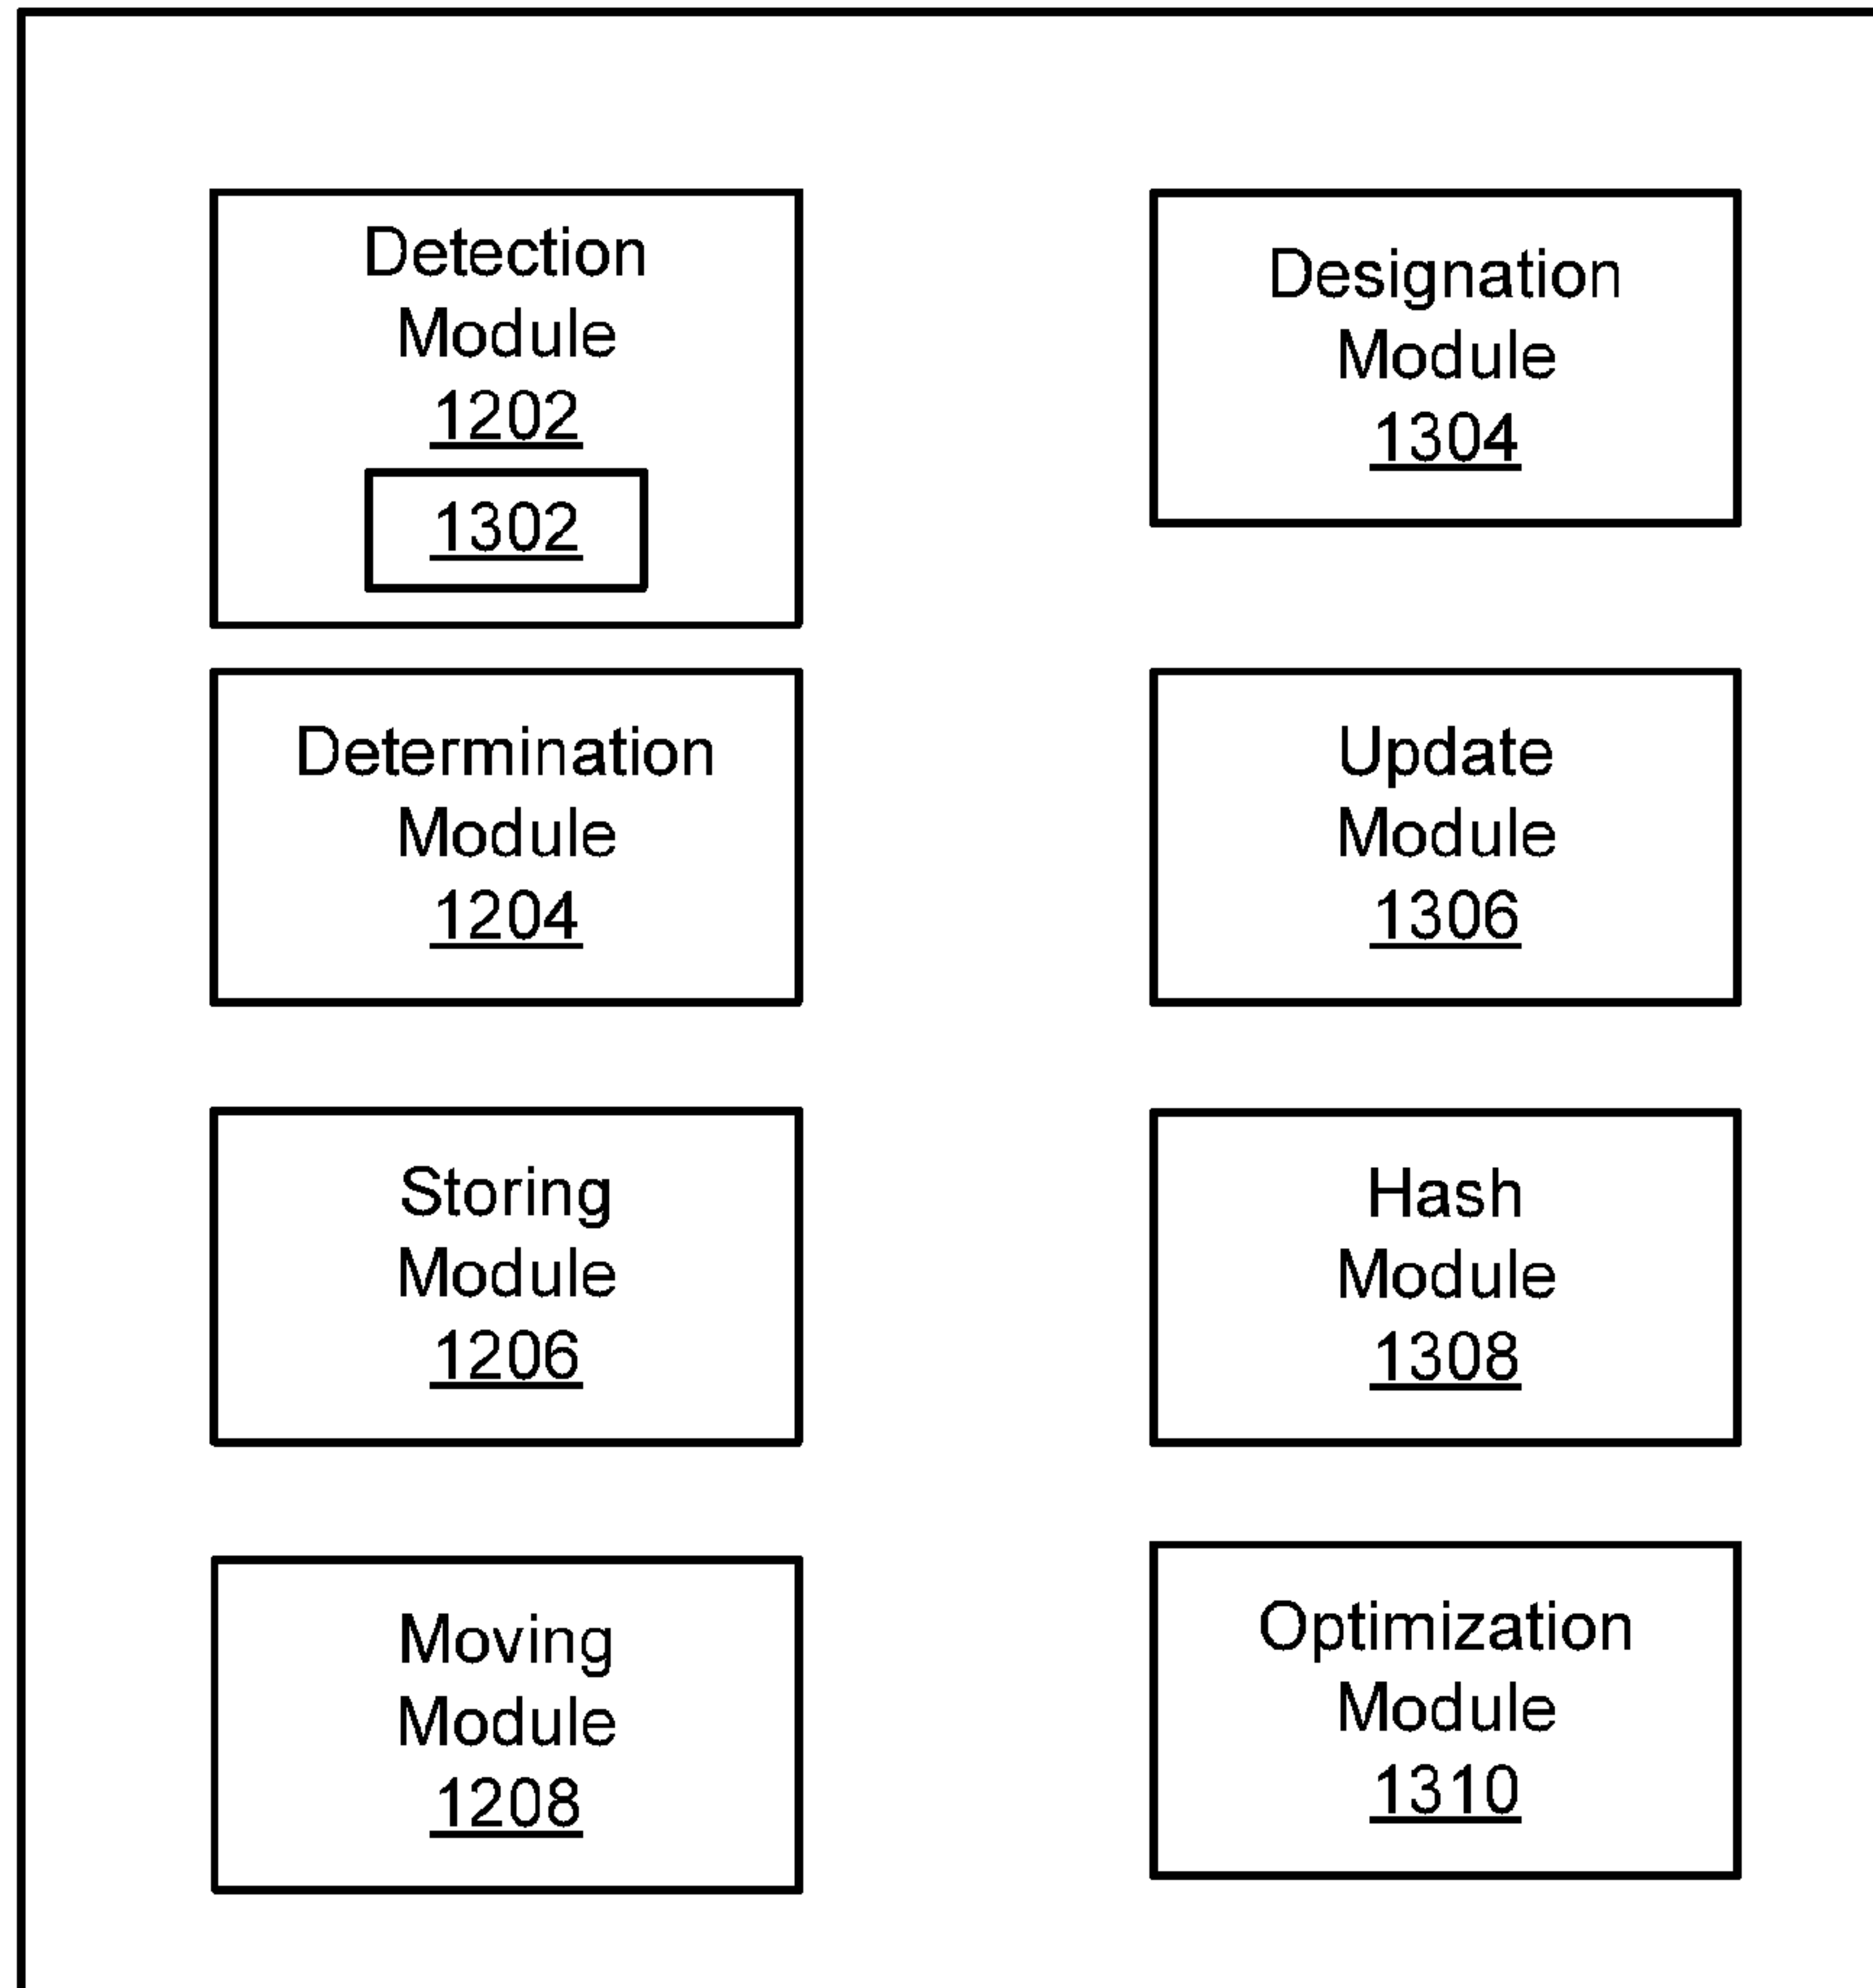 Detection
Module
1202
1302
Determination
Module
1204
Storing
Module
1206
Moving
Module
1208
Designation
Module
1304
Update
Module
1306
Hash
Module
1308
Optimization
Module
1310